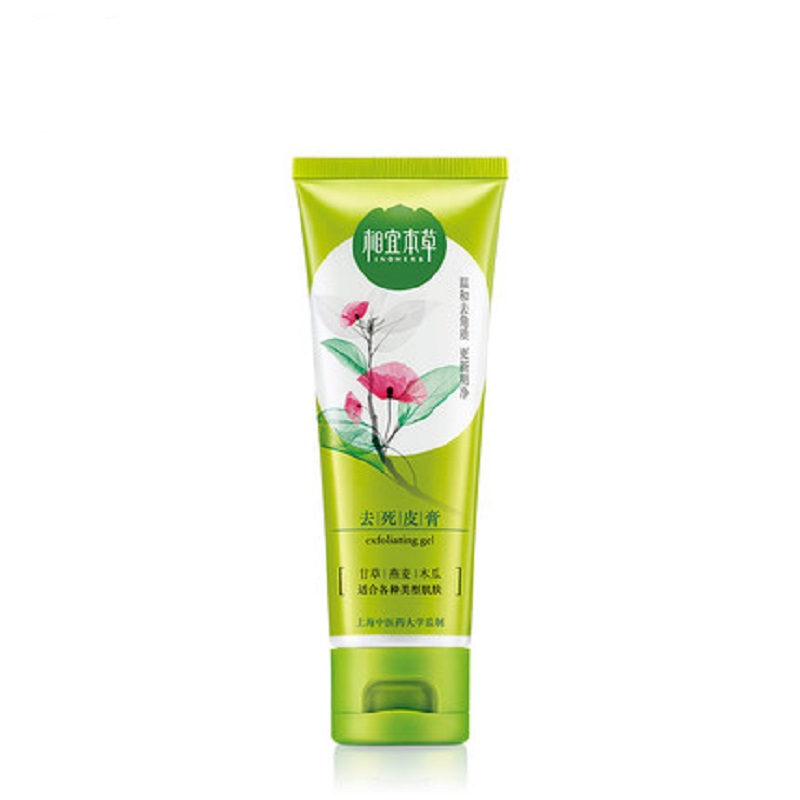 相宜本草
INOHERB
温和去角质 更新明净
去死皮膏
exfoliating gel
甘草|燕麦|木瓜
适合各种类型肌肤
上海中医药大学监制